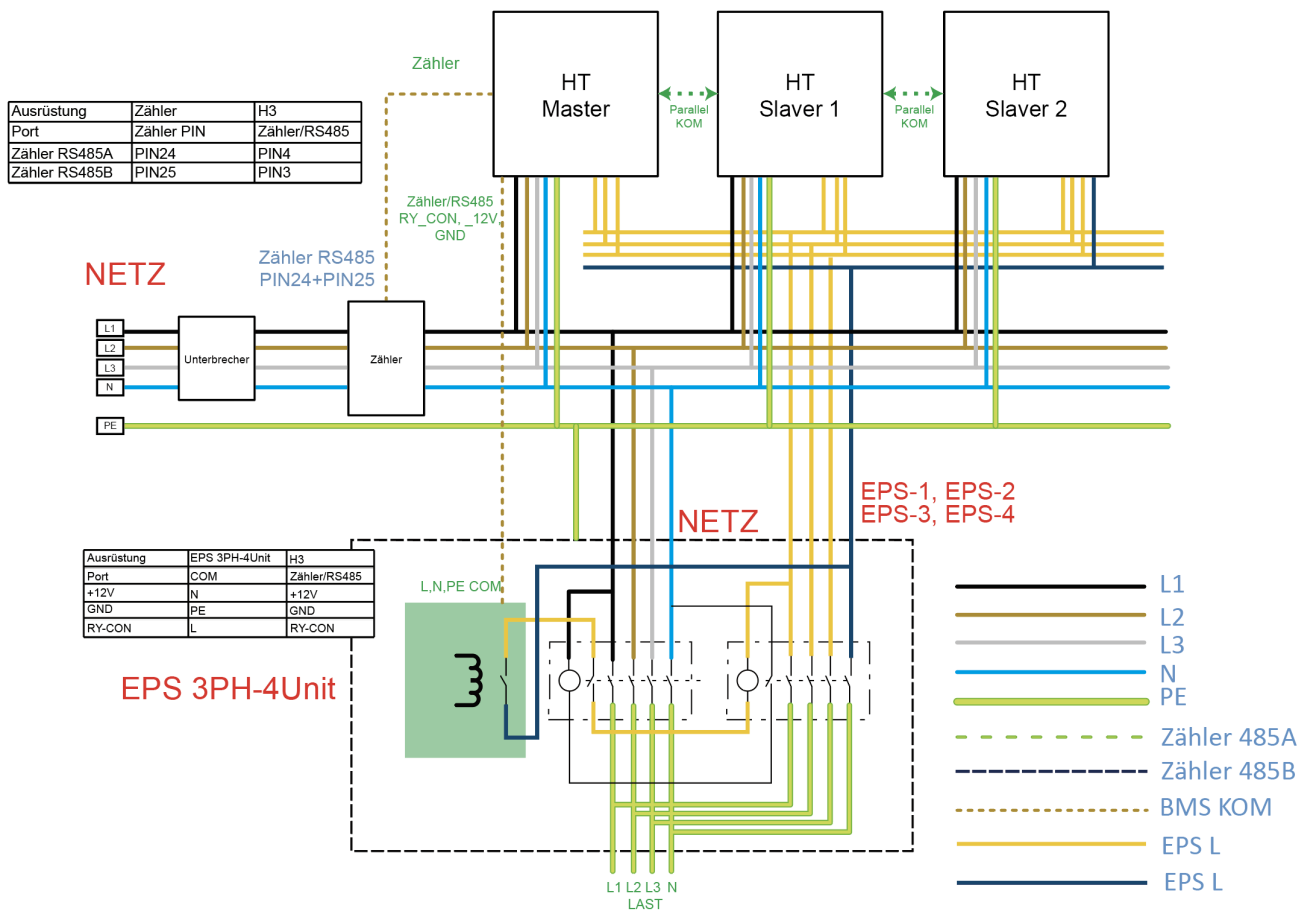 Zähler
HT
Master
HT
Slaver 1
HT
Slaver 2
Parallel
KOM
Parallel
KOM
Ausrüstung Zähler H3
Port Zähler PIN Zähler/RS485
Zähler RS485A PIN24 PIN4
Zähler RS485B PIN25 PIN3
Zähler/RS485
RY_CON, _12V,
GND
Zähler RS485
PIN24+PIN25
NETZ
L1
L2
L3
N
PE
Unterbrecher
Zähler
EPS-1, EPS-2
EPS-3, EPS-4
NETZ
Ausrüstung EPS 3PH-4Unit H3
Port COM Zähler/RS485
+12V N +12V
GND PE GND
RY-CON L RY-CON
L,N,PE COM
EPS 3PH-4Unit
L1 L2 L3 N
LAST
L1
L2
L3
N
PE
Zähler 485A
Zähler 485B
BMS KOM
EPS L
EPS L